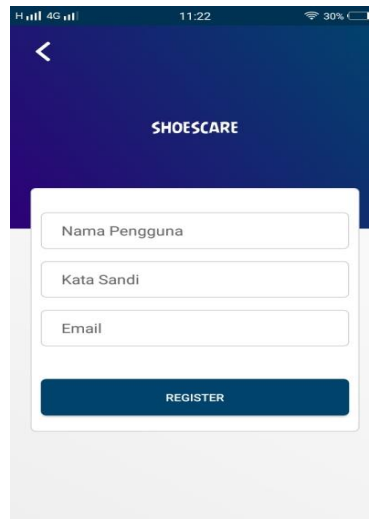 H 4G 11:22 30%
SHOESCARE
Nama Pengguna
Kata Sandi
Email
REGISTER